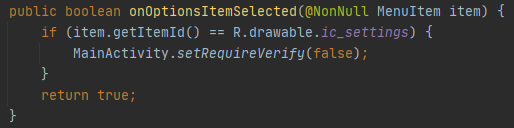 public boolean onOptionsItemSelected(@NonNull MenuItem item) {
    if (item.getItemId() == R.drawable.ic_settings) {
        MainActivity.setRequireVerify(false);
    }
    return true;
}